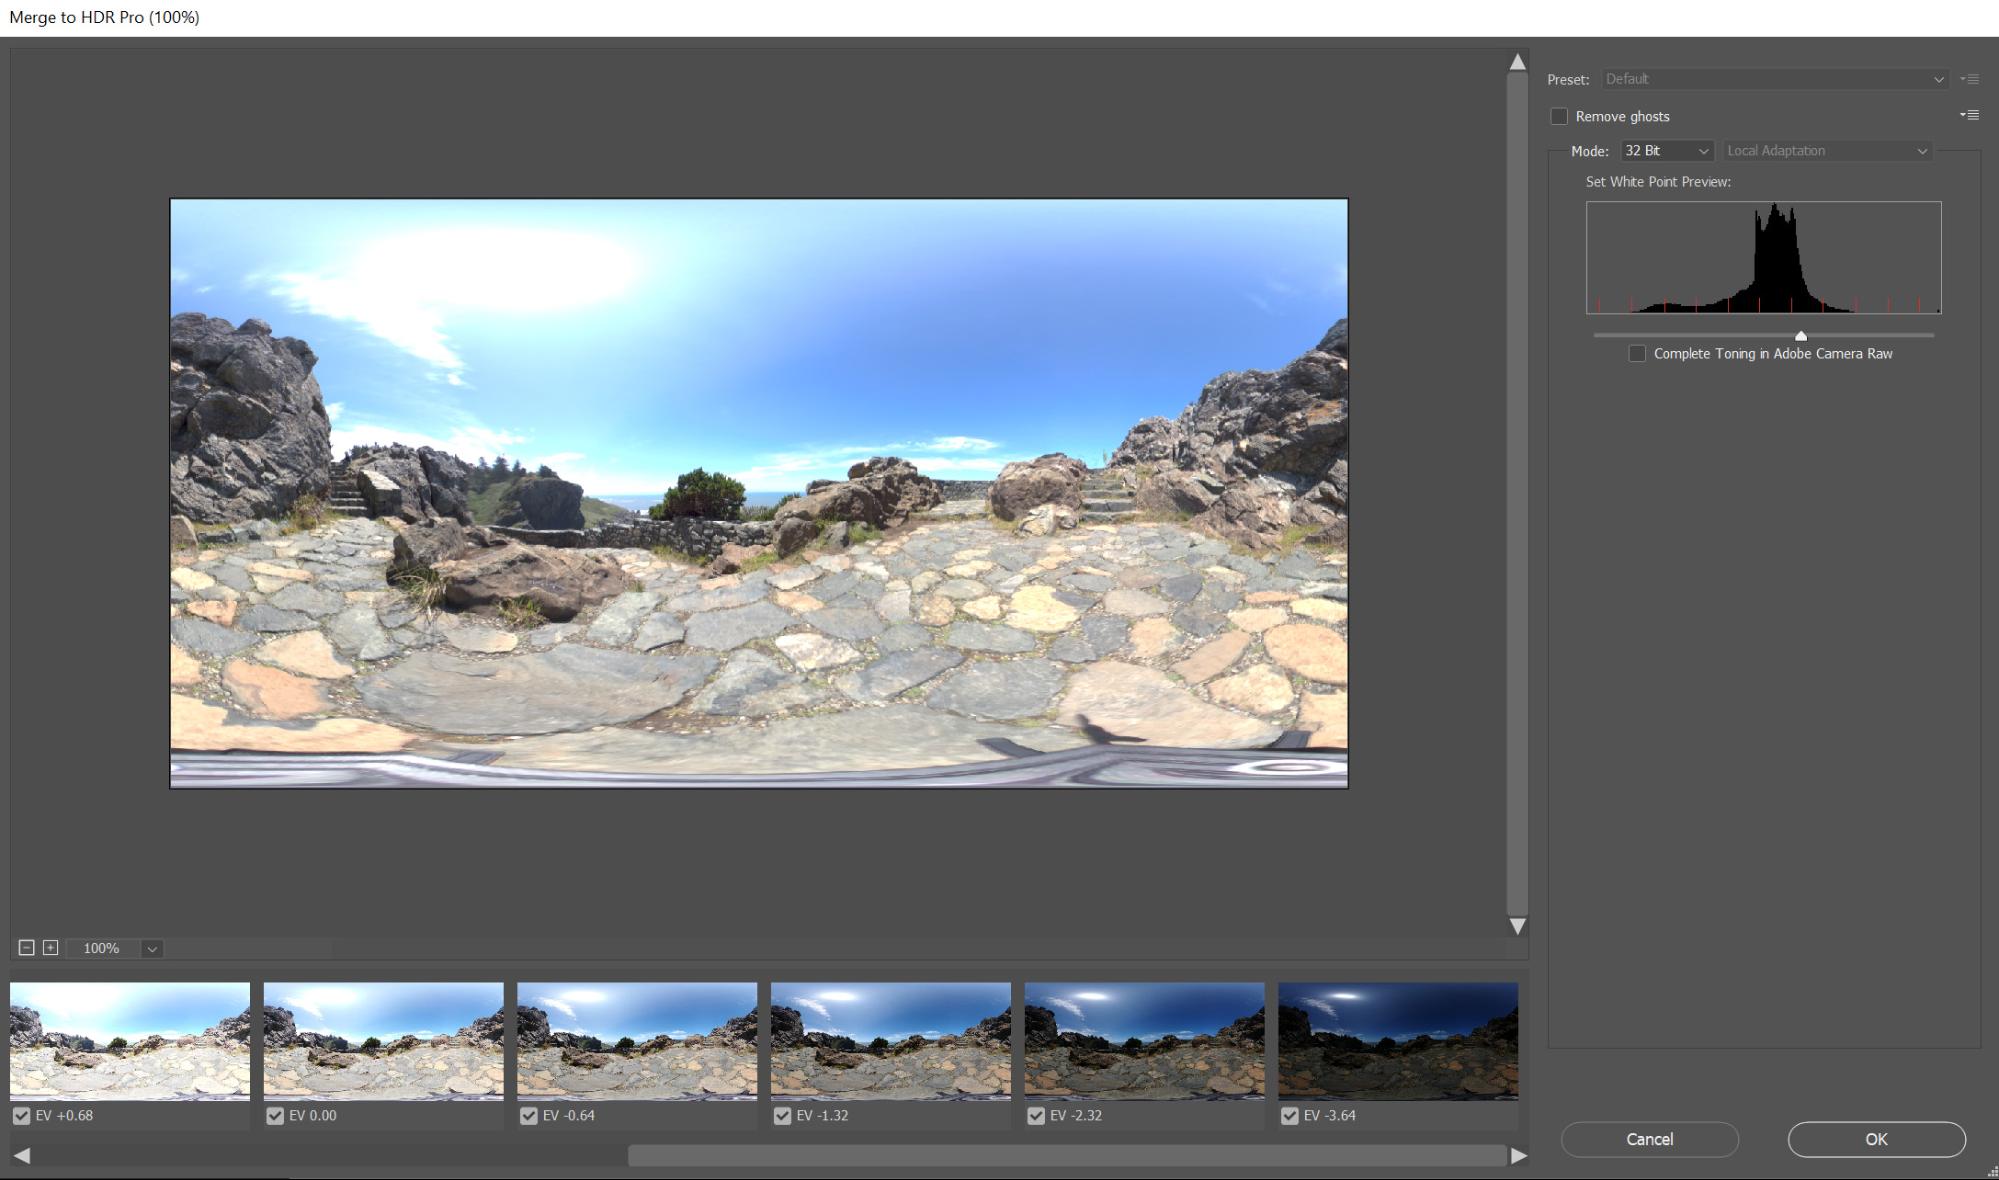 Merge to HDR Pro (100%)
Preset: Default
Remove ghosts
Mode: 32 Bit Local Adaptation
Set White Point Preview:
Complete Toning in Adobe Camera Raw
100%
EV +0.68 EV 0.00 EV -0.64 EV -1.32 EV -2.32 EV -3.64
Cancel OK